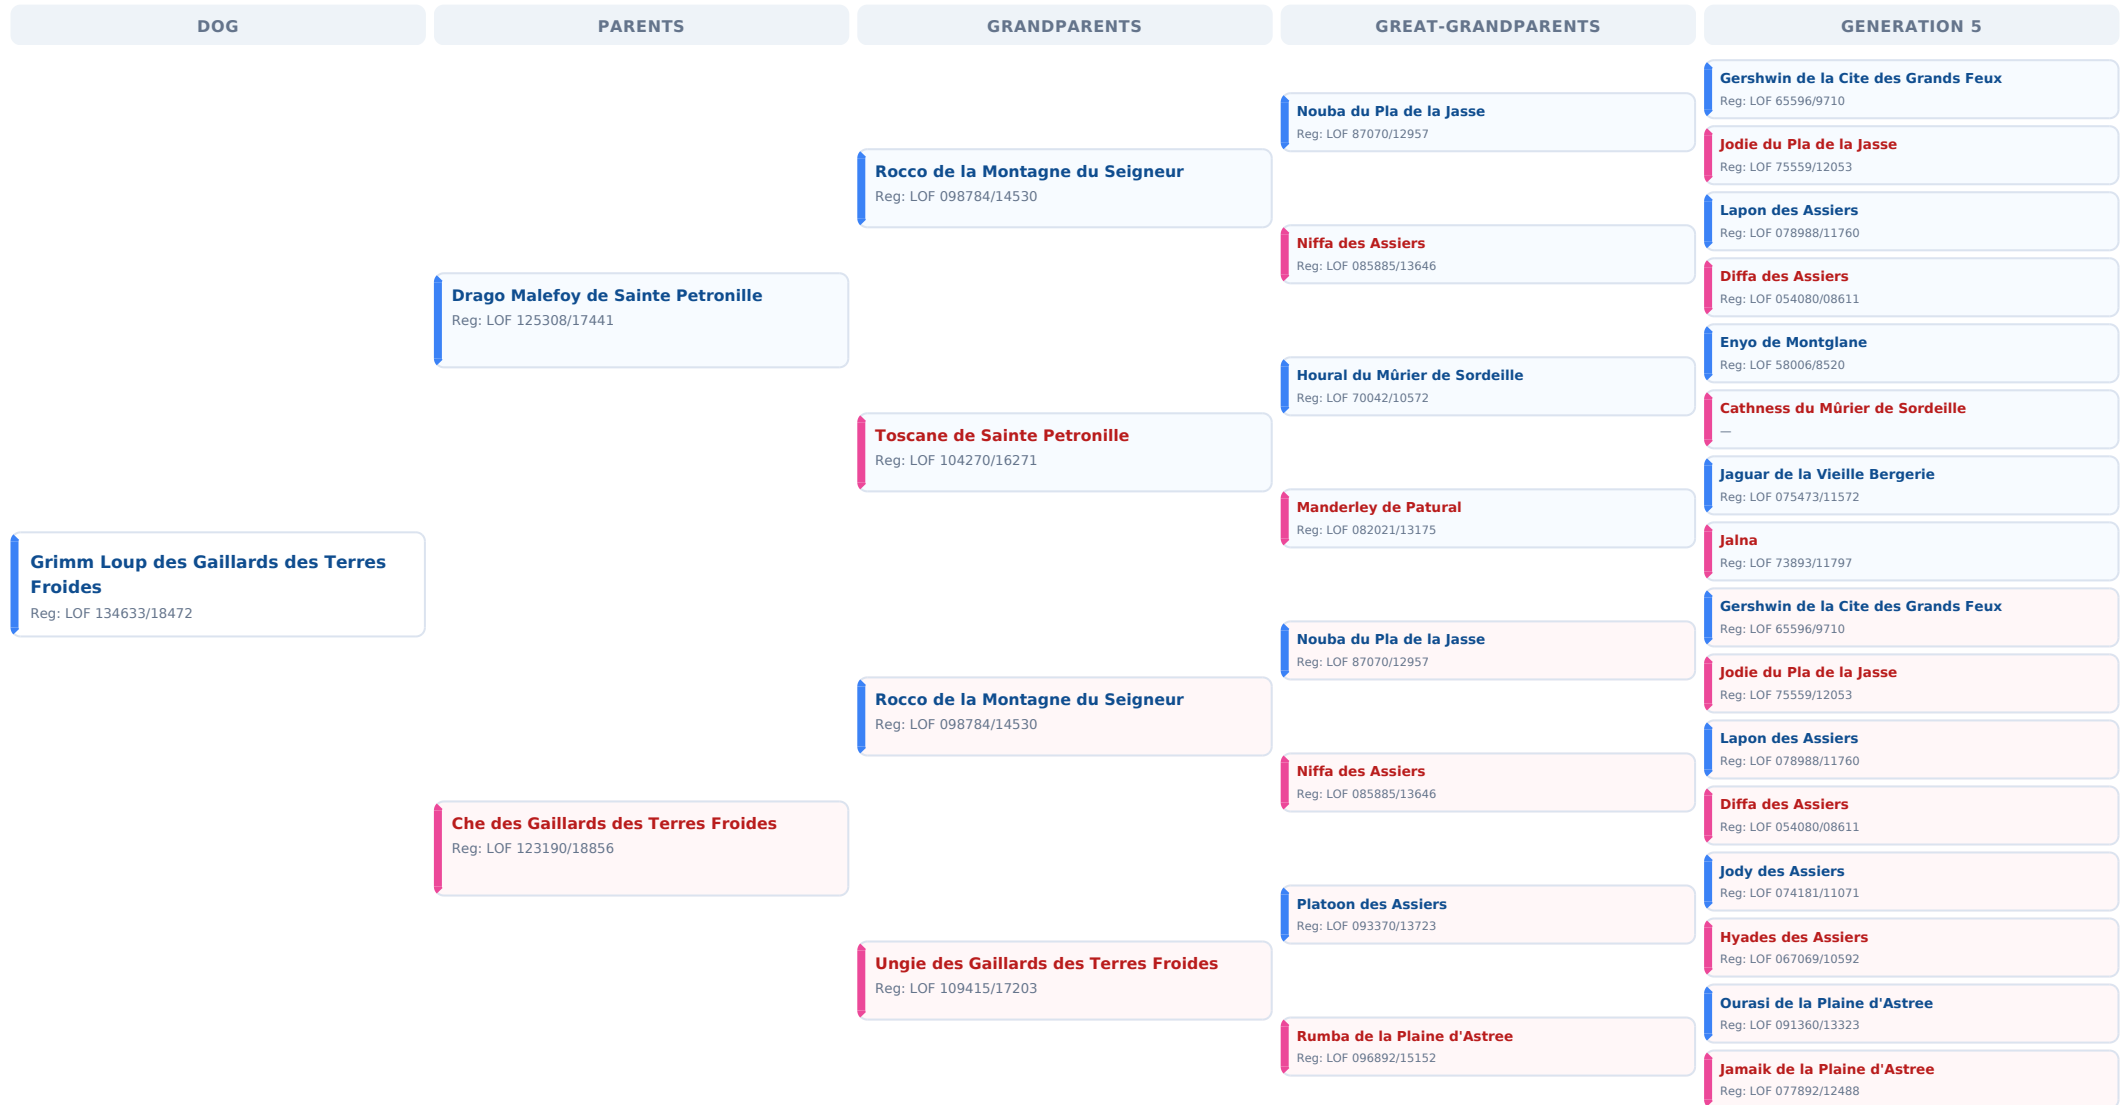 DOG
PARENTS
GRANDPARENTS
GREAT-GRANDPARENTS
GENERATION 5
Grimm Loup des Gaillards des Terres
Froides
Reg: LOF 134633/18472
Drago Malefoy de Sainte Petronille
Reg: LOF 125308/17441
Che des Gaillards des Terres Froides
Reg: LOF 123190/18856
Rocco de la Montagne du Seigneur
Reg: LOF 098784/14530
Toscane de Sainte Petronille
Reg: LOF 104270/16271
Rocco de la Montagne du Seigneur
Reg: LOF 098784/14530
Ungie des Gaillards des Terres Froides
Reg: LOF 109415/17203
Nouba du Pla de la Jasse
Reg: LOF 87070/12957
Niffa des Assiers
Reg: LOF 085885/13646
Houral du Mûrier de Sordeille
Reg: LOF 70042/10572
Manderley de Patural
Reg: LOF 082021/13175
Nouba du Pla de la Jasse
Reg: LOF 87070/12957
Niffa des Assiers
Reg: LOF 085885/13646
Platoon des Assiers
Reg: LOF 093370/13723
Rumba de la Plaine d'Astree
Reg: LOF 096892/15152
Gershwin de la Cite des Grands Feux
Reg: LOF 65596/9710
Jodie du Pla de la Jasse
Reg: LOF 75559/12053
Lapon des Assiers
Reg: LOF 078988/11760
Diffa des Assiers
Reg: LOF 054080/08611
Enyo de Montglane
Reg: LOF 58006/8520
Cathness du Mûrier de Sordeille
—
Jaguar de la Vieille Bergerie
Reg: LOF 075473/11572
Jalna
Reg: LOF 73893/11797
Gershwin de la Cite des Grands Feux
Reg: LOF 65596/9710
Jodie du Pla de la Jasse
Reg: LOF 75559/12053
Lapon des Assiers
Reg: LOF 078988/11760
Diffa des Assiers
Reg: LOF 054080/08611
Jody des Assiers
Reg: LOF 074181/11071
Hyades des Assiers
Reg: LOF 067069/10592
Ourasi de la Plaine d'Astree
Reg: LOF 091360/13323
Jamaik de la Plaine d'Astree
Reg: LOF 077892/12488